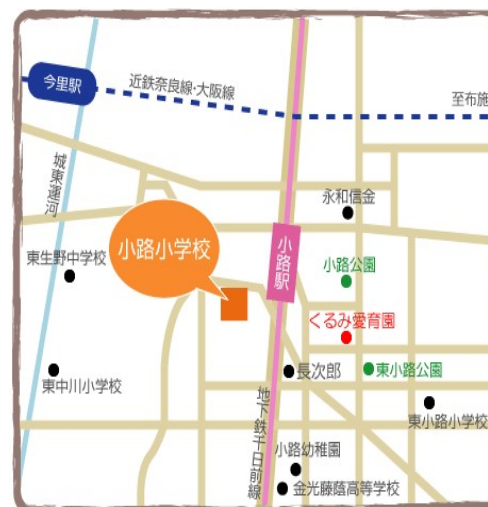 今里駅
近鉄奈良線・大阪線
至布施
城東運河
永和信金
小路小学校
小路駅
東生野中学校
小路公園
くるみ愛育園
東中川小学校
長次郎
東小路公園
地下鉄千日前線
東小路小学校
小路幼稚園
金光藤蔭高等学校